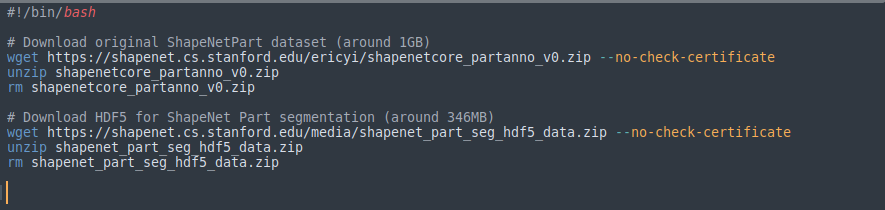 #!/bin/bash
# Download original ShapeNetPart dataset (around 1GB)
wget https://shapenet.cs.stanford.edu/ericyi/shapenetcore_partanno_v0.zip --no-check-certificate
unzip shapenetcore_partanno_v0.zip
rm shapenetcore_partanno_v0.zip
# Download HDF5 for ShapeNet Part segmentation (around 346MB)
wget https://shapenet.cs.stanford.edu/media/shapenet_part_seg_hdf5_data.zip --no-check-certificate
unzip shapenet_part_seg_hdf5_data.zip
rm shapenet_part_seg_hdf5_data.zip